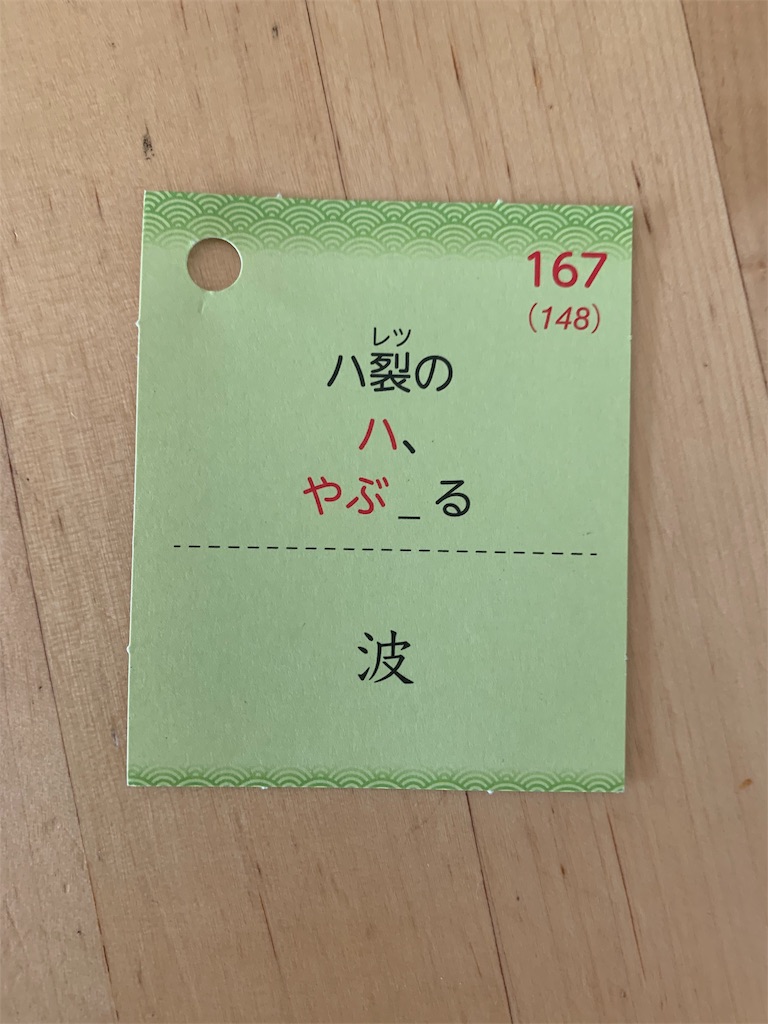 167
(148)
レツ
ハ裂の
ハ、
やぶ_る
波